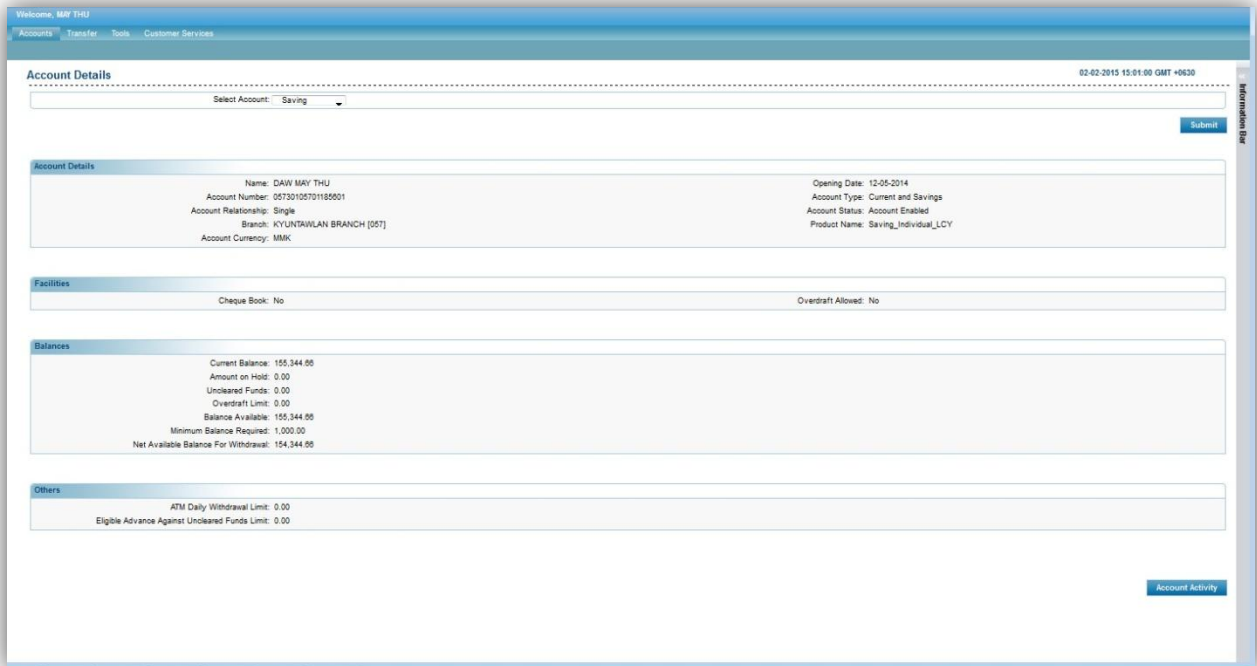 Welcome, MAY THU
Accounts Transfer Tools Customer Services
Account Details
02-02-2015 15:01:00 GMT +0630
Information Bar
Select Account: Saving
Submit
Account Details
Name: DAW MAY THU
Opening Date: 12-05-2014
Account Number: 05730105701185601
Account Type: Current and Savings
Account Relationship: Single
Account Status: Account Enabled
Branch: KYUNTAWLAN BRANCH [057]
Product Name: Saving_Individual_LCY
Account Currency: MMK
Facilities
Cheque Book: No
Overdraft Allowed: No
Balances
Current Balance: 155,344.66
Amount on Hold: 0.00
Uncleared Funds: 0.00
Overdraft Limit: 0.00
Balance Available: 155,344.66
Minimum Balance Required: 1,000.00
Net Available Balance For Withdrawal: 154,344.66
Others
ATM Daily Withdrawal Limit: 0.00
Eligible Advance Against Uncleared Funds Limit: 0.00
Account Activity